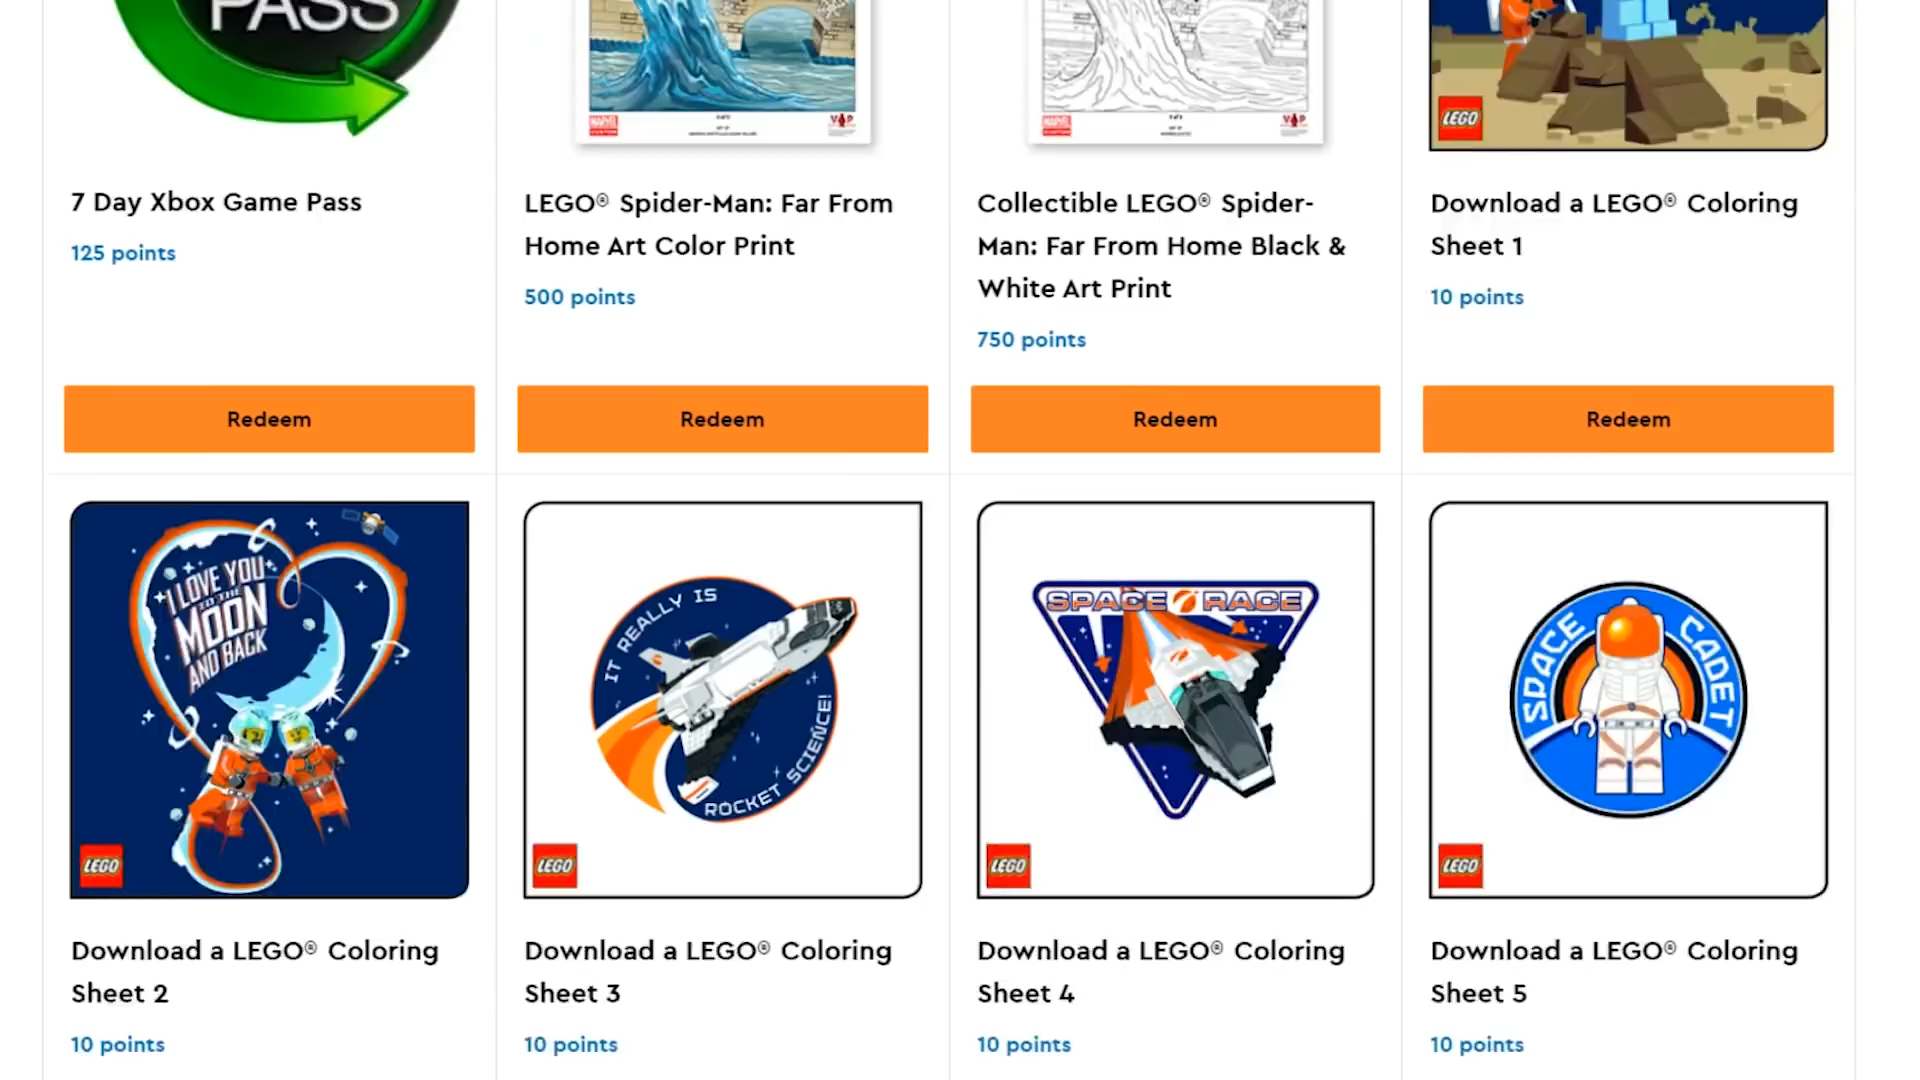 PASS
MARVEL
VIP
MARVEL
VIP
LEGO
7 Day Xbox Game Pass
125 points
LEGO® Spider-Man: Far From
Home Art Color Print
500 points
Collectible LEGO® Spider-
Man: Far From Home Black &
White Art Print
750 points
Download a LEGO® Coloring
Sheet 1
10 points
Redeem
Redeem
Redeem
Redeem
I LOVE YOU
TO THE
MOON
AND BACK
LEGO
IT REALLY IS
ROCKET SCIENCE!
LEGO
SPACE RACE
LEGO
SPACE CADET
LEGO
Download a LEGO® Coloring
Sheet 2
10 points
Download a LEGO® Coloring
Sheet 3
10 points
Download a LEGO® Coloring
Sheet 4
10 points
Download a LEGO® Coloring
Sheet 5
10 points